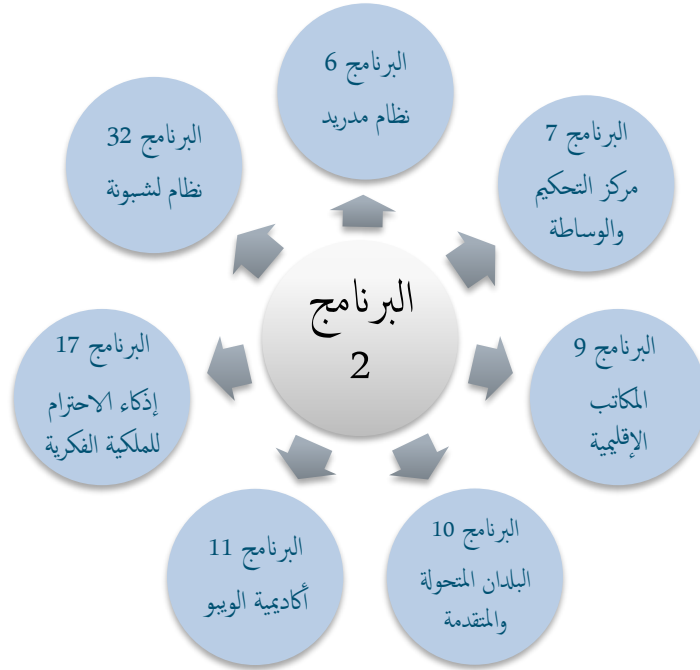 البرنامج 2
البرنامج 6
نظام مدريد
البرنامج 7
مركز التحكيم
والوساطة
البرنامج 9
المكاتب
الإقليمية
البرنامج 10
البلدان المتحولة
والمتقدمة
البرنامج 11
أكاديمية الويبو
البرنامج 17
إذكاء الاحترام
للملكية الفكرية
البرنامج 32
نظام لشبونة